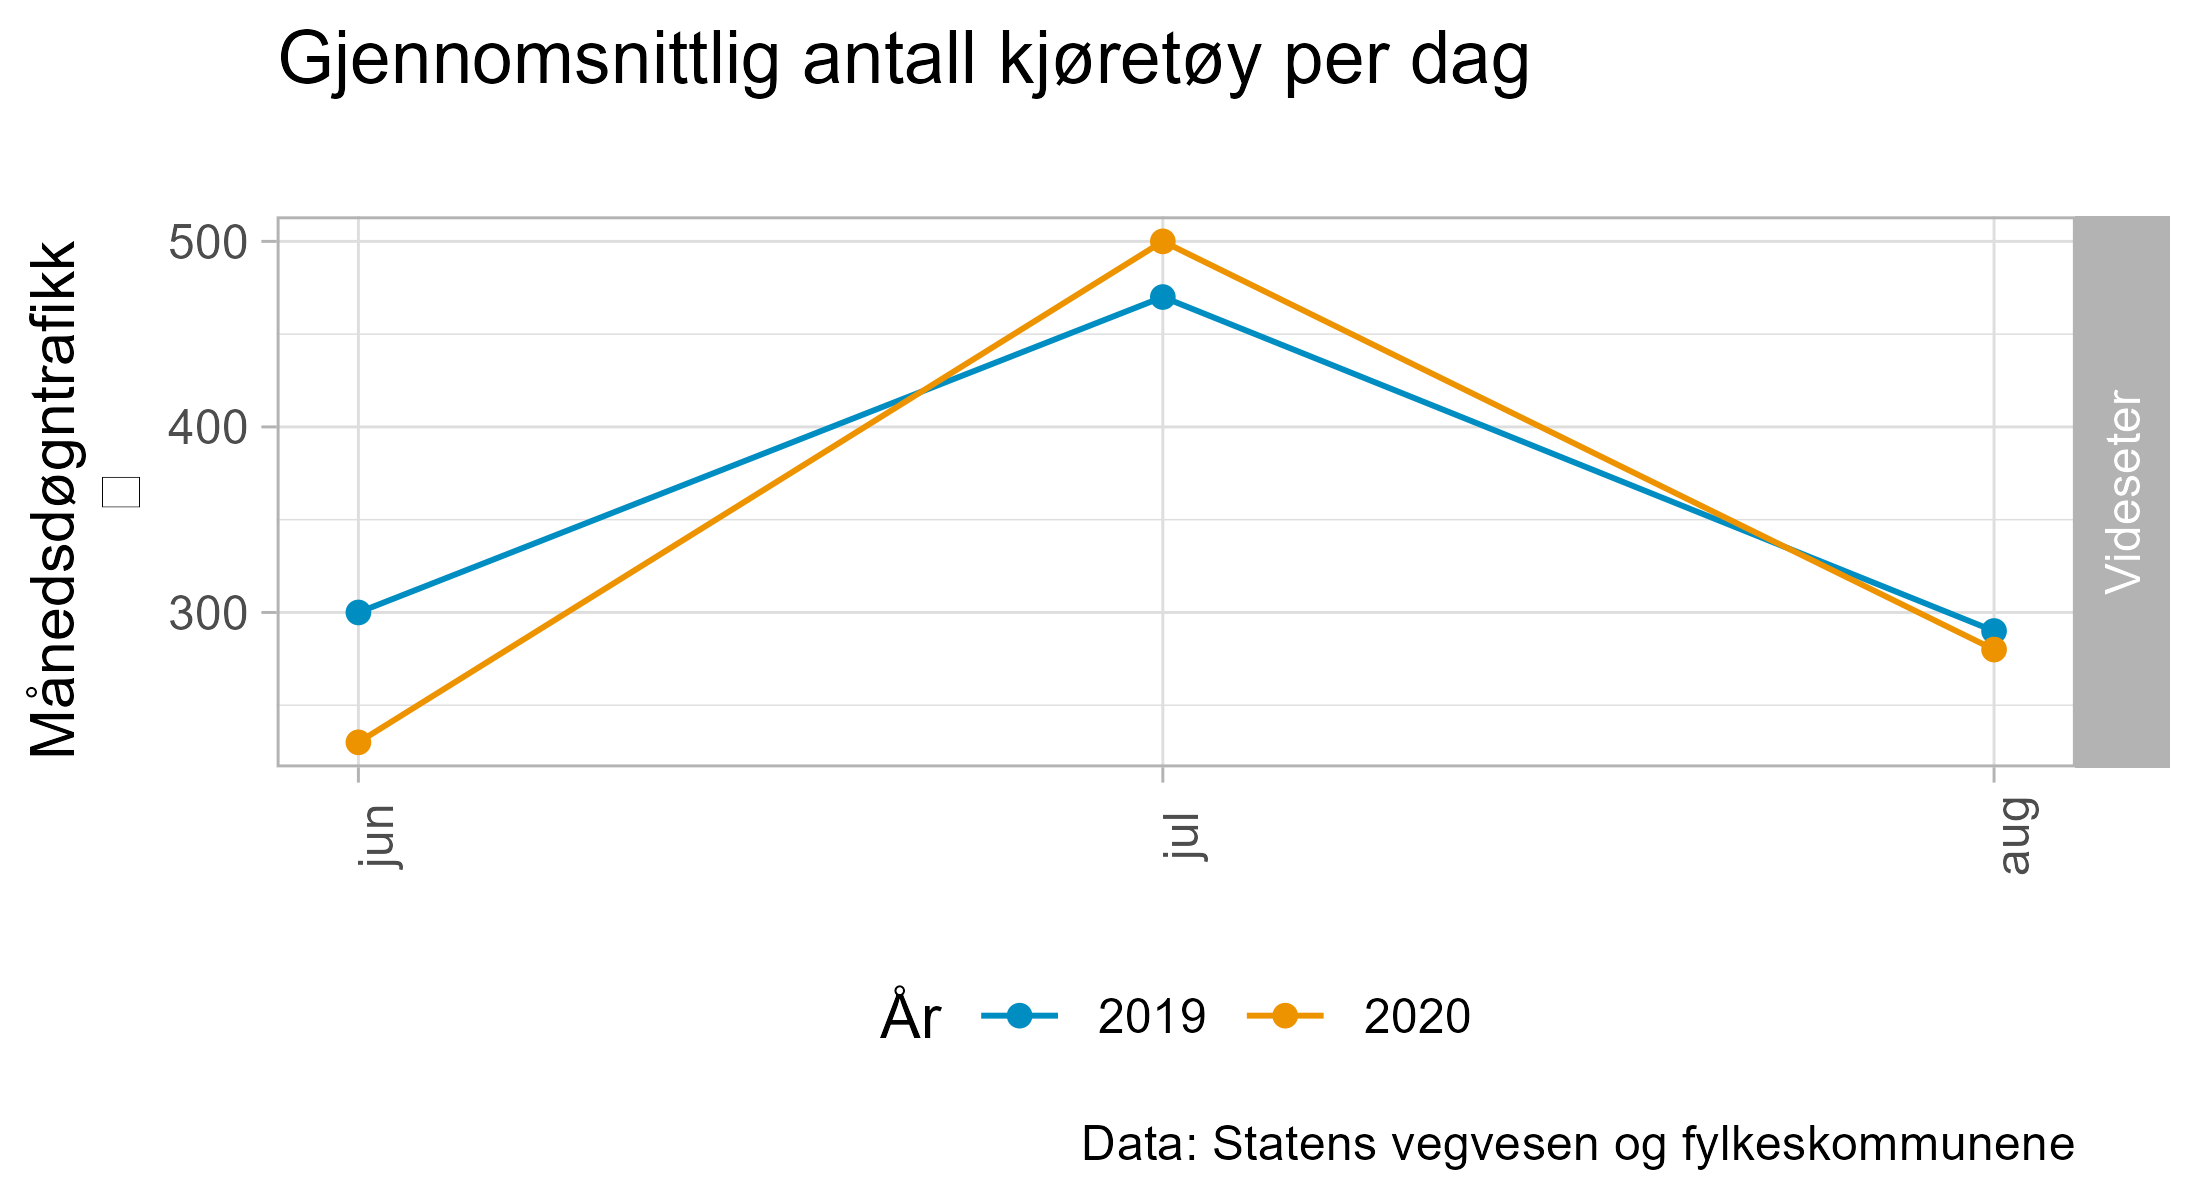 Gjennomsnittlig antall kjøretøy per dag
Månedsdøgntrafikk
500
400
300
Videseter
jun
jul
aug
År
2019
2020
Data: Statens vegvesen og fylkeskommunene